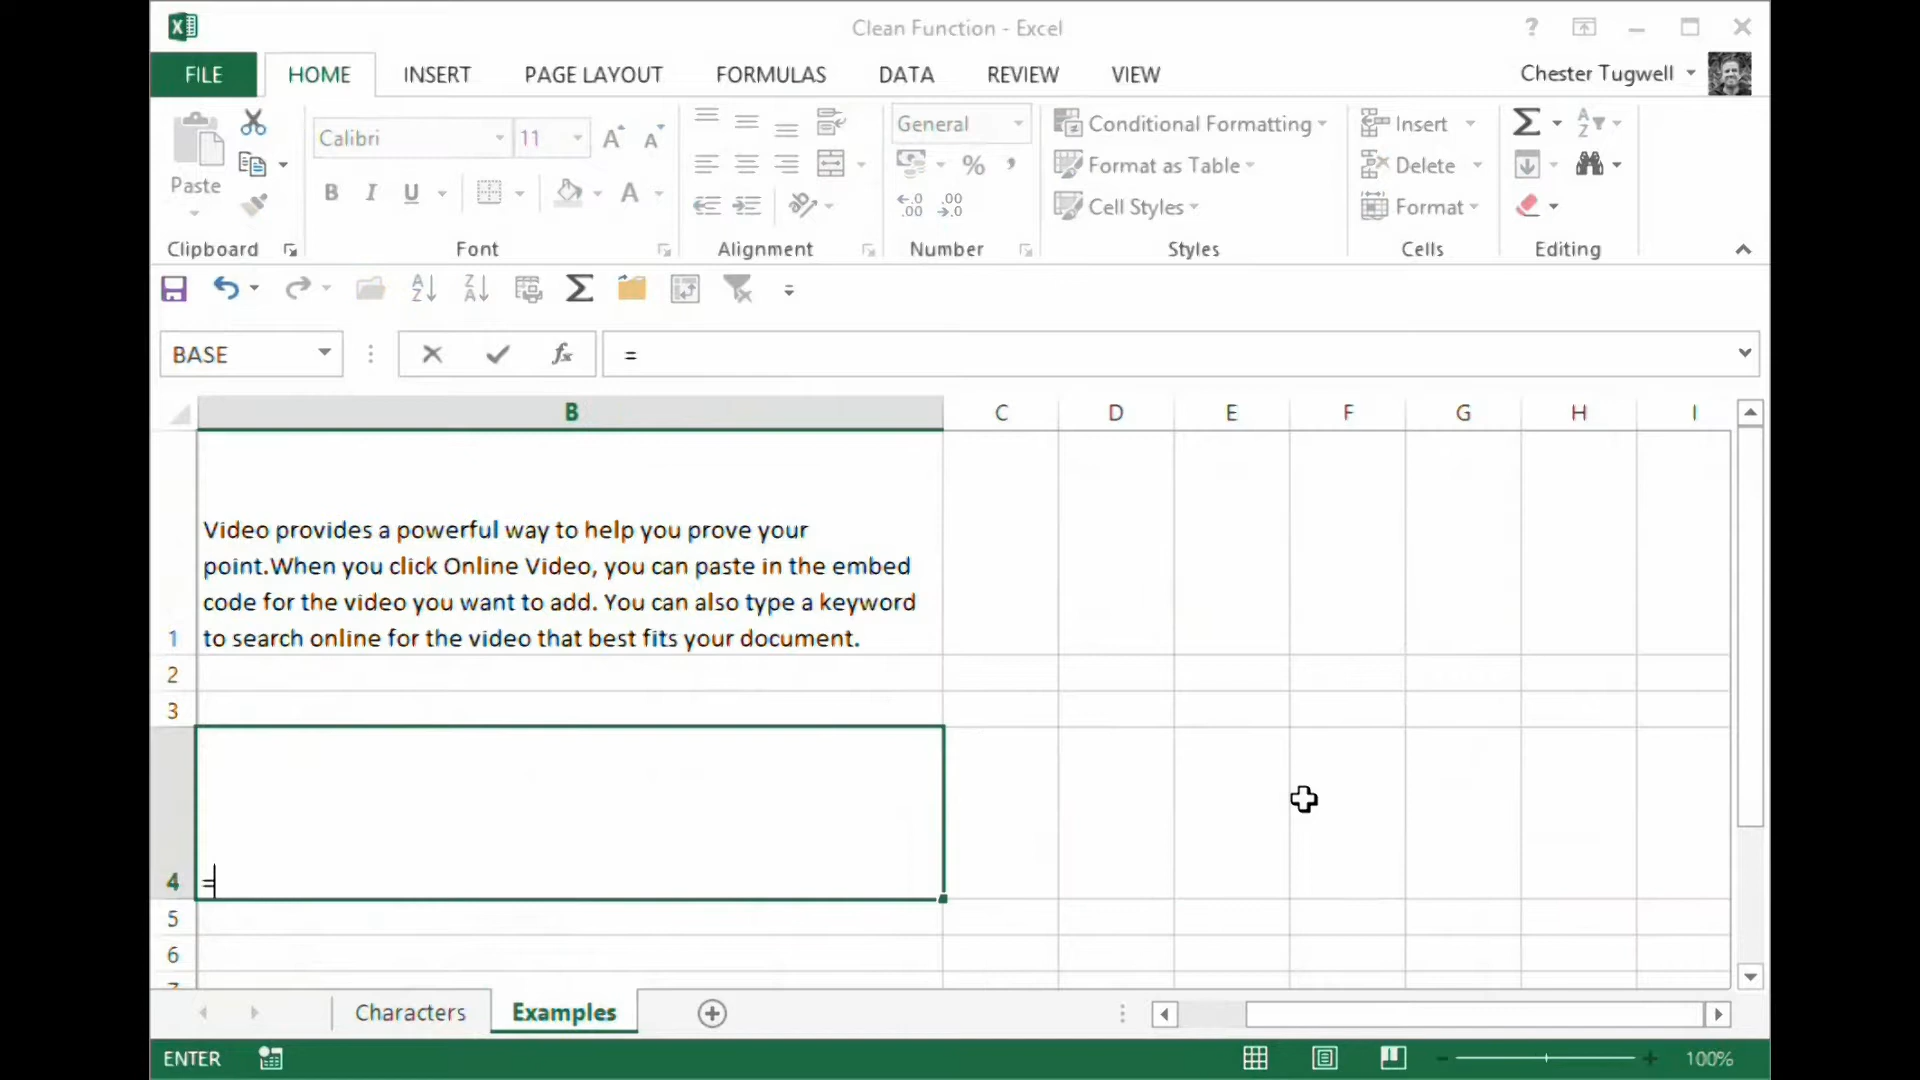 Clean Function - Excel
?
FILE
HOME
INSERT
PAGE LAYOUT
FORMULAS
DATA
REVIEW
VIEW
Chester Tugwell
Paste
Clipboard
Calibri
11
B I U
Font
Alignment
General
%
Number
Conditional Formatting
Format as Table
Cell Styles
Styles
Insert
Delete
Format
Cells
Editing
BASE
fx
=
B C D E F G H I
Video provides a powerful way to help you prove your
point.When you click Online Video, you can paste in the embed
code for the video you want to add. You can also type a keyword
1 to search online for the video that best fits your document.
2
3
4 =
5
6
Characters
Examples
ENTER
100%